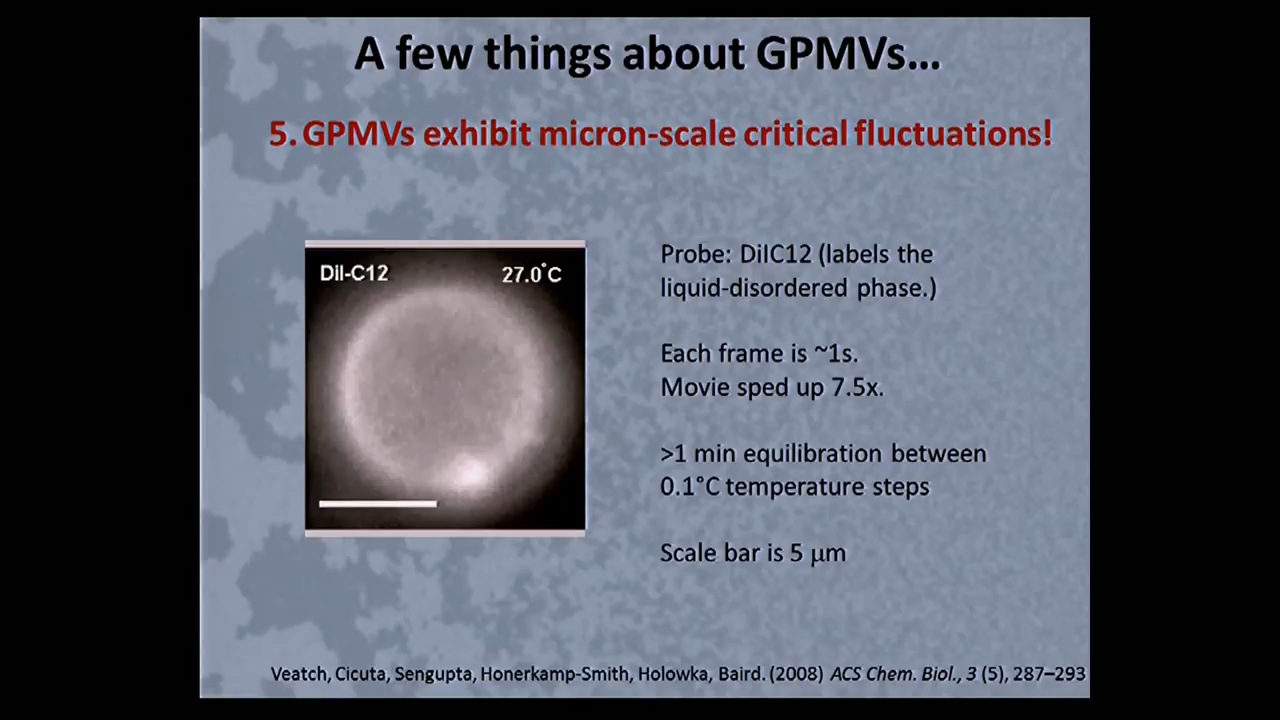 A few things about GPMVs...
5. GPMVs exhibit micron-scale critical fluctuations!
Dil-C12
27.0°C
Probe: DiIC12 (labels the
liquid-disordered phase.)
Each frame is ~1s.
Movie sped up 7.5x.
>1 min equilibration between
0.1°C temperature steps
Scale bar is 5 μm
Veatch, Cicuta, Sengupta, Honerkamp-Smith, Holowka, Baird. (2008) ACS Chem. Biol., 3 (5), 287–293